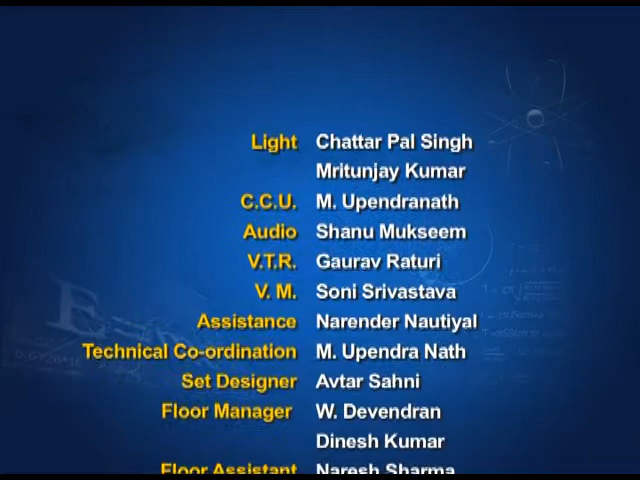 Light Chattar Pal Singh
Mritunjay Kumar
C.C.U. M. Upendranath
Audio Shanu Mukseem
V.T.R. Gaurav Raturi
V. M. Soni Srivastava
Assistance Narender Nautiyal
Technical Co-ordination M. Upendra Nath
Set Designer Avtar Sahni
Floor Manager W. Devendran
Dinesh Kumar
Floor Assistant Naresh Sharma